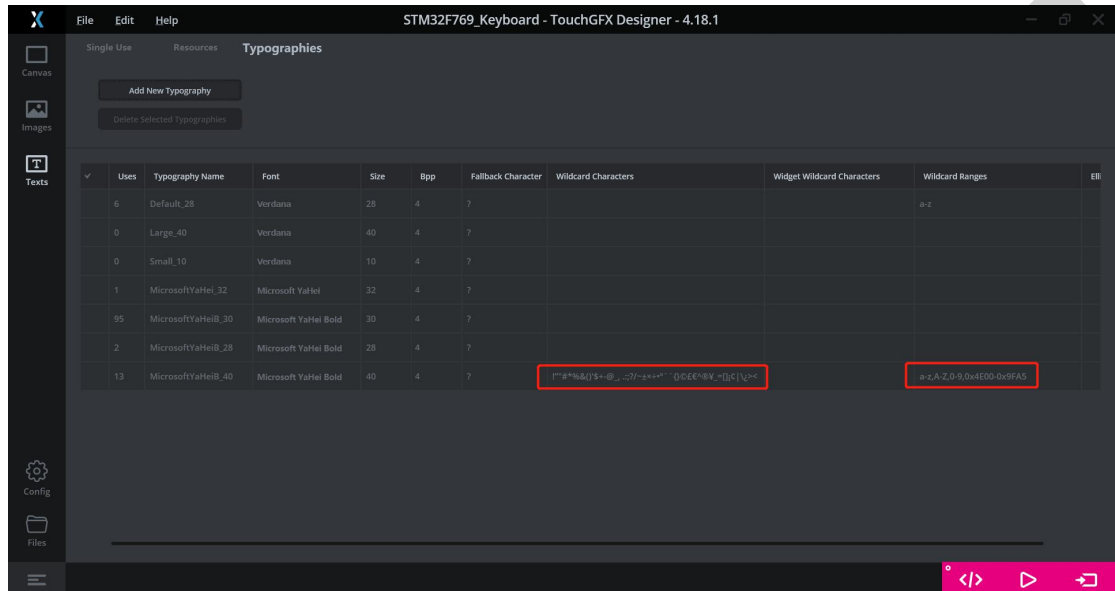 File Edit Help STM32F769_Keyboard - TouchGFX Designer - 4.18.1
Single Use Resources Typographies
Canvas
Add New Typography
Images
Delete Selected Typographies
Texts
Uses Typography Name Font Size Bpp Fallback Character Wildcard Characters Widget Wildcard Characters Wildcard Ranges Elli
6 Default_28 Verdana 28 4 ? a-z
0 Large_40 Verdana 40 4 ?
0 Small_10 Verdana 10 4 ?
1 MicrosoftYaHei_32 Microsoft YaHei 32 4 ?
95 MicrosoftYaHeiB_30 Microsoft YaHei Bold 30 4 ?
2 MicrosoftYaHeiB_28 Microsoft YaHei Bold 28 4 ?
13 MicrosoftYaHeiB_40 Microsoft YaHei Bold 40 4 ? a-z,A-Z,0-9,0x4E00-0x9FA5
Config
Files